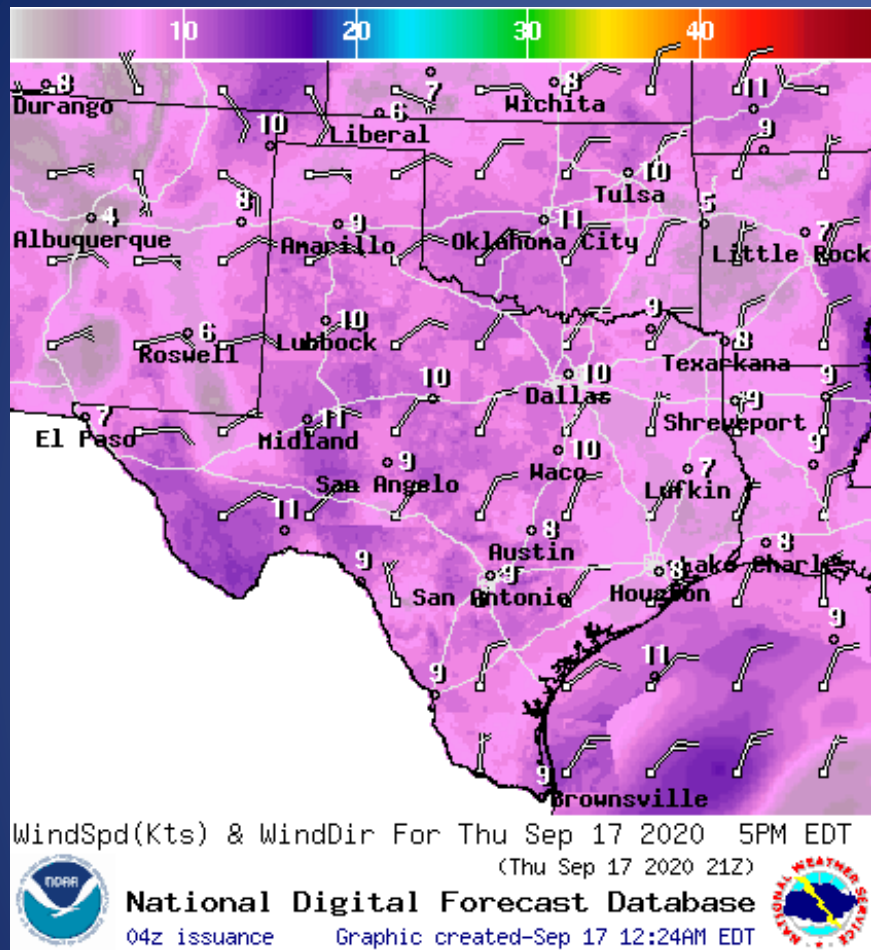 10 20 30 40
8 7 8 11
Durango Wichita
6
Liberal
10 9
10
Tulsa
4 8 9 11 5 7
Albuquerque Amarillo Oklahoma City Little Rock
6 10 9 8
Roswell Lubbock Texarkana
10 10 9
Dallas
7 11 9
El Paso Midland Shreveport
9 10 7 9
San Angelo Waco Lufkin
11 8 8
Austin Lake Charles
9 9 8
San Antonio Houston
9
9 11
9
Brownsville
WindSpd(Kts) & WindDir For Thu Sep 17 2020 5PM EDT
(Thu Sep 17 2020 21Z)
National Digital Forecast Database
04z issuance Graphic created-Sep 17 12:24AM EDT
NOAA
NATIONAL WEATHER SERVICE